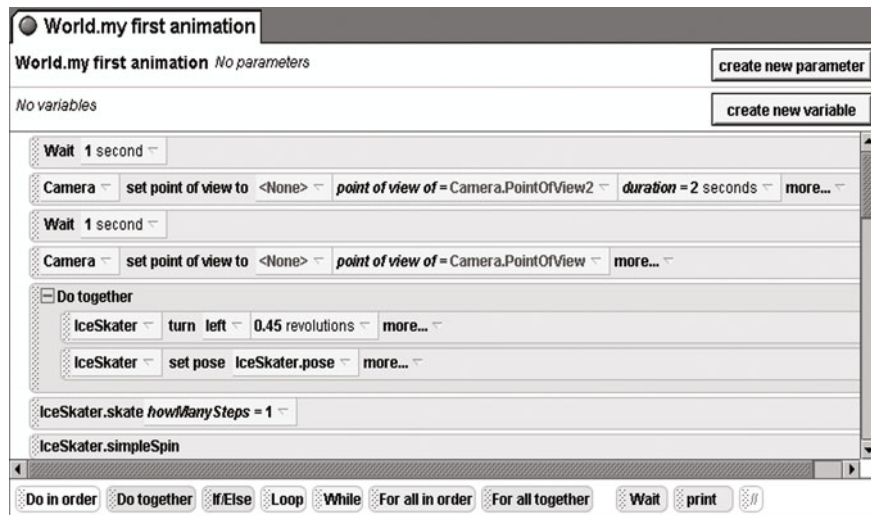 World.my first animation
World.my first animation No parameters create new parameter
No variables create new variable
Wait 1 second
Camera set point of view to <None> point of view of = Camera.PointOfView2 duration = 2 seconds more...
Wait 1 second
Camera set point of view to <None> point of view of = Camera.PointOfView more...
Do together
IceSkater turn left 0.45 revolutions more...
IceSkater set pose IceSkater.pose more...
IceSkater.skate howManySteps = 1
IceSkater.simpleSpin
Do in order Do together If/Else Loop While For all in order For all together Wait print //